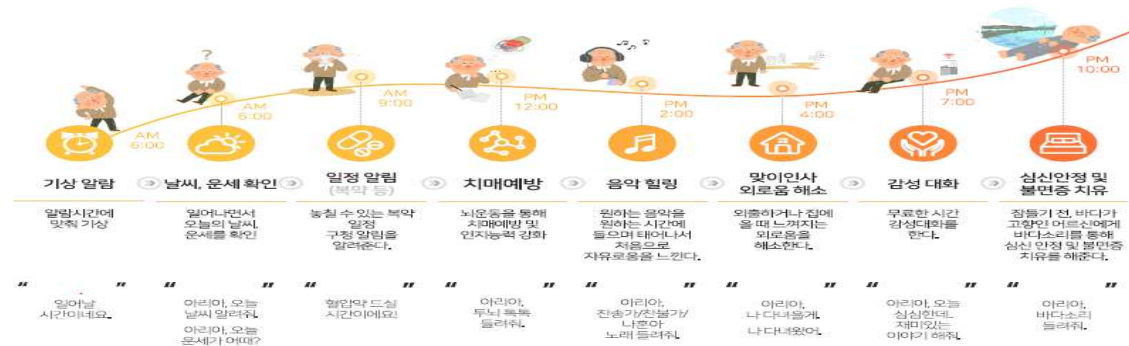 ?
AM
6:00
AM
6:00
AM
9:00
PM
12:00
PM
2:00
PM
4:00
PM
7:00
PM
10:00
기상 알람
날씨, 운세 확인
일정 알림
(복약 등)
치매예방
음악 힐링
맞이인사
외로움 해소
감성 대화
심신안정 및
불면증 치유
알람시간에
맞춰 기상
일어나면서
오늘의 날씨,
운세를 확인
놓칠 수 있는 복약
일정
구청 알림을
알려준다.
뇌운동을 통해
치매예방 및
인지능력 강화
원하는 음악을
원하는 시간에
들으며 태어나서
처음으로
자유로움을 느낀다.
외출하거나 집에
올 때 느껴지는
외로움을
해소한다.
무료한 시간
감성대화를
한다.
잠들기 전, 바다가
고향인 어르신에게
바다소리를 통해
심신 안정 및 불면증
치유를 해준다.
" 일어날
시간이네요. "
" 아리아, 오늘
날씨 알려줘.
아리아, 오늘
운세가 어때? "
" 혈압약 드실
시간이에요! "
" 아리아,
두뇌 톡톡
들려줘. "
" 아리아,
찬송가/찬불가/
나훈아
노래 들려줘. "
" 아리아,
나 다녀올게.
나 다녀왔어. "
" 아리아, 오늘
심심한데..
재미있는
이야기 해줘. "
" 아리아,
바다소리
들려줘. "